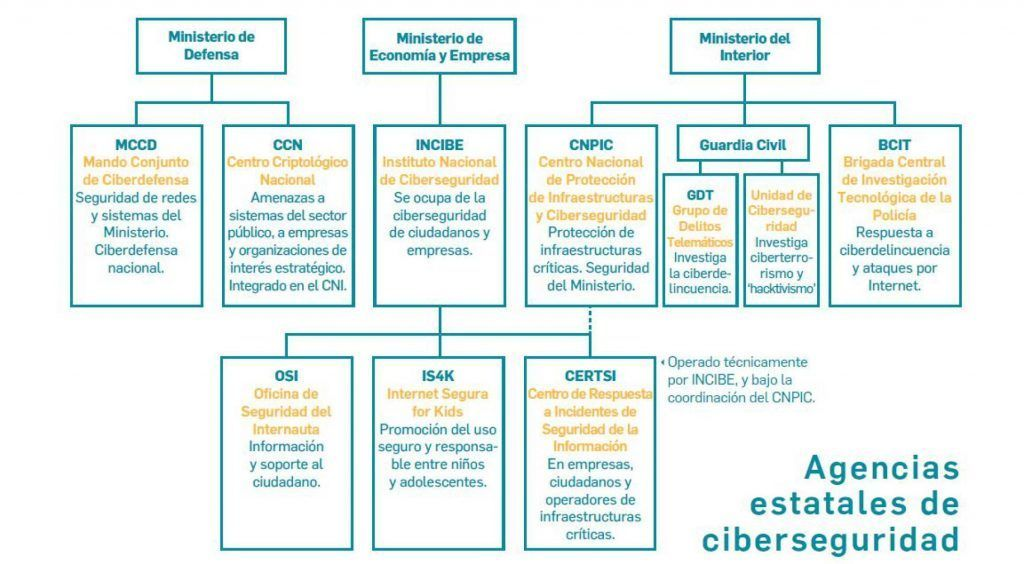 Ministerio de
Defensa
Ministerio de
Economía y Empresa
Ministerio del
Interior
MCCD
Mando Conjunto
de Ciberdefensa
Seguridad de redes
y sistemas del
Ministerio.
Ciberdefensa
nacional.
CCN
Centro Criptológico
Nacional
Amenazas a
sistemas del sector
público, a empresas
y organizaciones de
interés estratégico.
Integrado en el CNI.
INCIBE
Instituto Nacional
de Ciberseguridad
Se ocupa de la
ciberseguridad
de ciudadanos y
empresas.
CNPIC
Centro Nacional
de Protección
de Infraestructuras
y Ciberseguridad
Protección de
infraestructuras
críticas. Seguridad
del Ministerio.
Guardia Civil
GDT
Grupo de
Delitos
Telemáticos
Investiga
la ciberde-
lincuencia.
Unidad de
Cibersegu-
ridad
Investiga
ciberterro-
rismo y
‘hacktivismo’
BCIT
Brigada Central
de Investigación
Tecnológica de la
Policía
Respuesta a
ciberdelincuencia
y ataques por
Internet.
OSI
Oficina de
Seguridad del
Internauta
Información
y soporte al
ciudadano.
IS4K
Internet Segura
for Kids
Promoción del uso
seguro y responsa-
ble entre niños
y adolescentes.
CERTSI
Centro de Respuesta
a Incidentes de
Seguridad de la
Información
En empresas,
ciudadanos y
operadores de
infraestructuras
críticas.
Operado técnicamente
por INCIBE, y bajo la
coordinación del CNPIC.
Agencias
estatales de
ciberseguridad